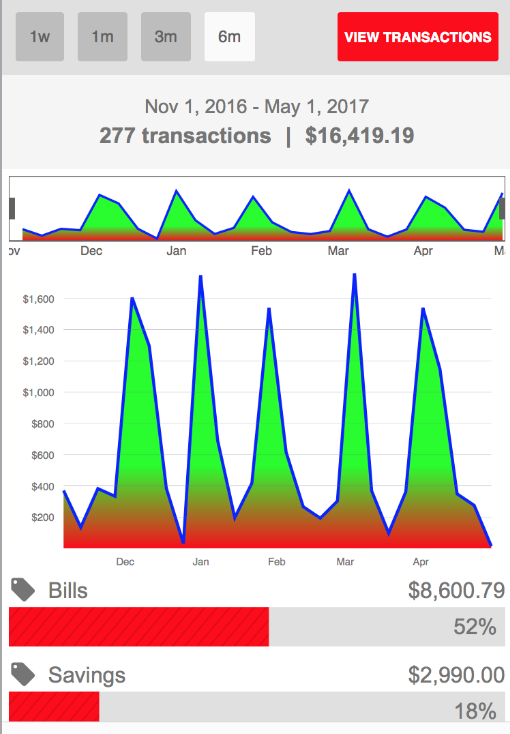 1w 1m 3m 6m VIEW TRANSACTIONS
Nov 1, 2016 - May 1, 2017
277 transactions | $16,419.19
ov Dec Jan Feb Mar Apr M
$1,600
$1,400
$1,200
$1,000
$800
$600
$400
$200
Dec Jan Feb Mar Apr
Bills $8,600.79
52%
Savings $2,990.00
18%